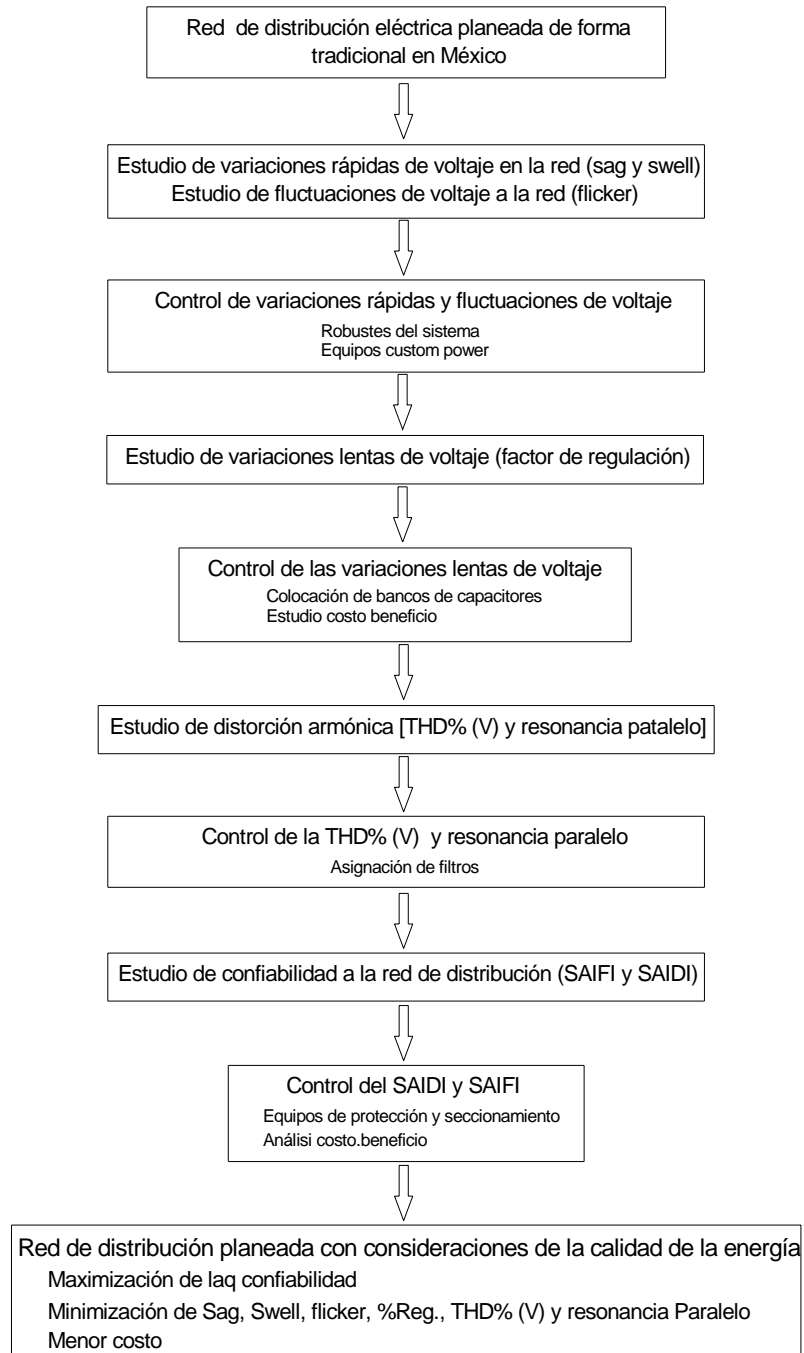 Red de distribución eléctrica planeada de forma
tradicional en México
Estudio de variaciones rápidas de voltaje en la red (sag y swell)
Estudio de fluctuaciones de voltaje a la red (flicker)
Control de variaciones rápidas y fluctuaciones de voltaje
Robustes del sistema
Equipos custom power
Estudio de variaciones lentas de voltaje (factor de regulación)
Control de las variaciones lentas de voltaje
Colocación de bancos de capacitores
Estudio costo beneficio
Estudio de distorción armónica [THD% (V) y resonancia patalelo]
Control de la THD% (V) y resonancia paralelo
Asignación de filtros
Estudio de confiabilidad a la red de distribución (SAIFI y SAIDI)
Control del SAIDI y SAIFI
Equipos de protección y seccionamiento
Análisi costo.beneficio
Red de distribución planeada con consideraciones de la calidad de la energía
Maximización de laq confiabilidad
Minimización de Sag, Swell, flicker, %Reg., THD% (V) y resonancia Paralelo
Menor costo